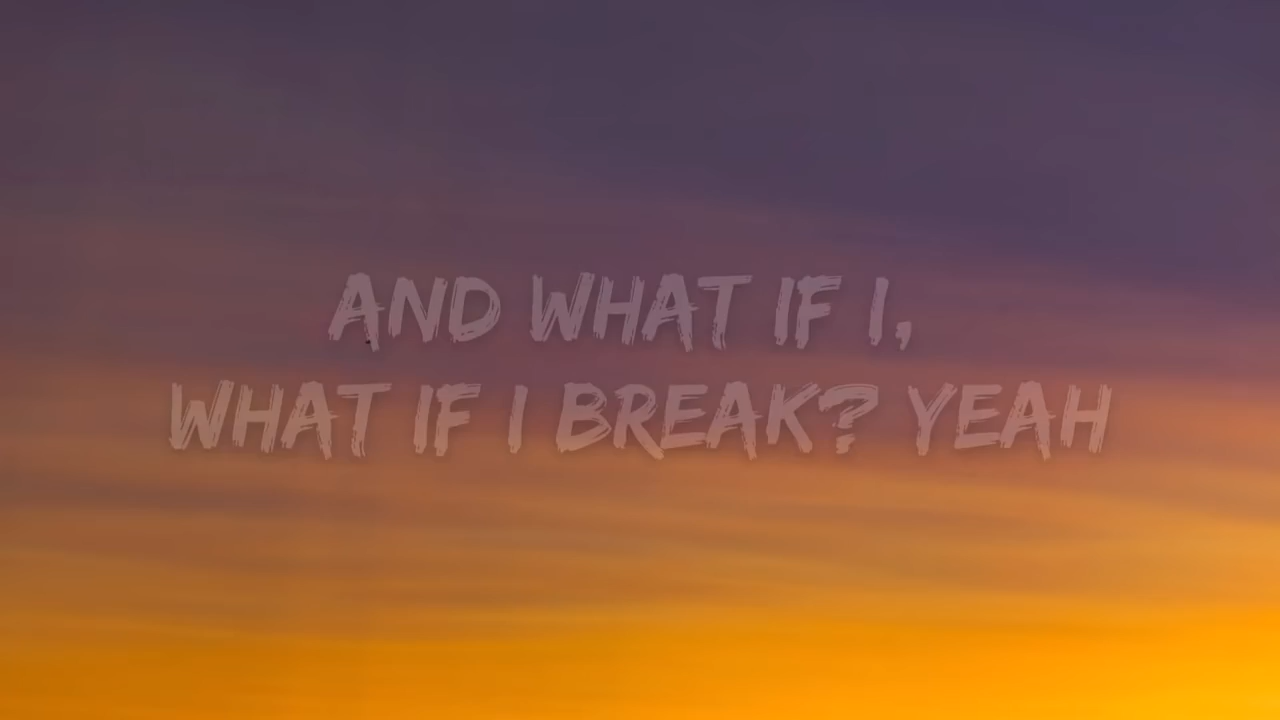 AND WHAT IF I,
WHAT IF I BREAK? YEAH